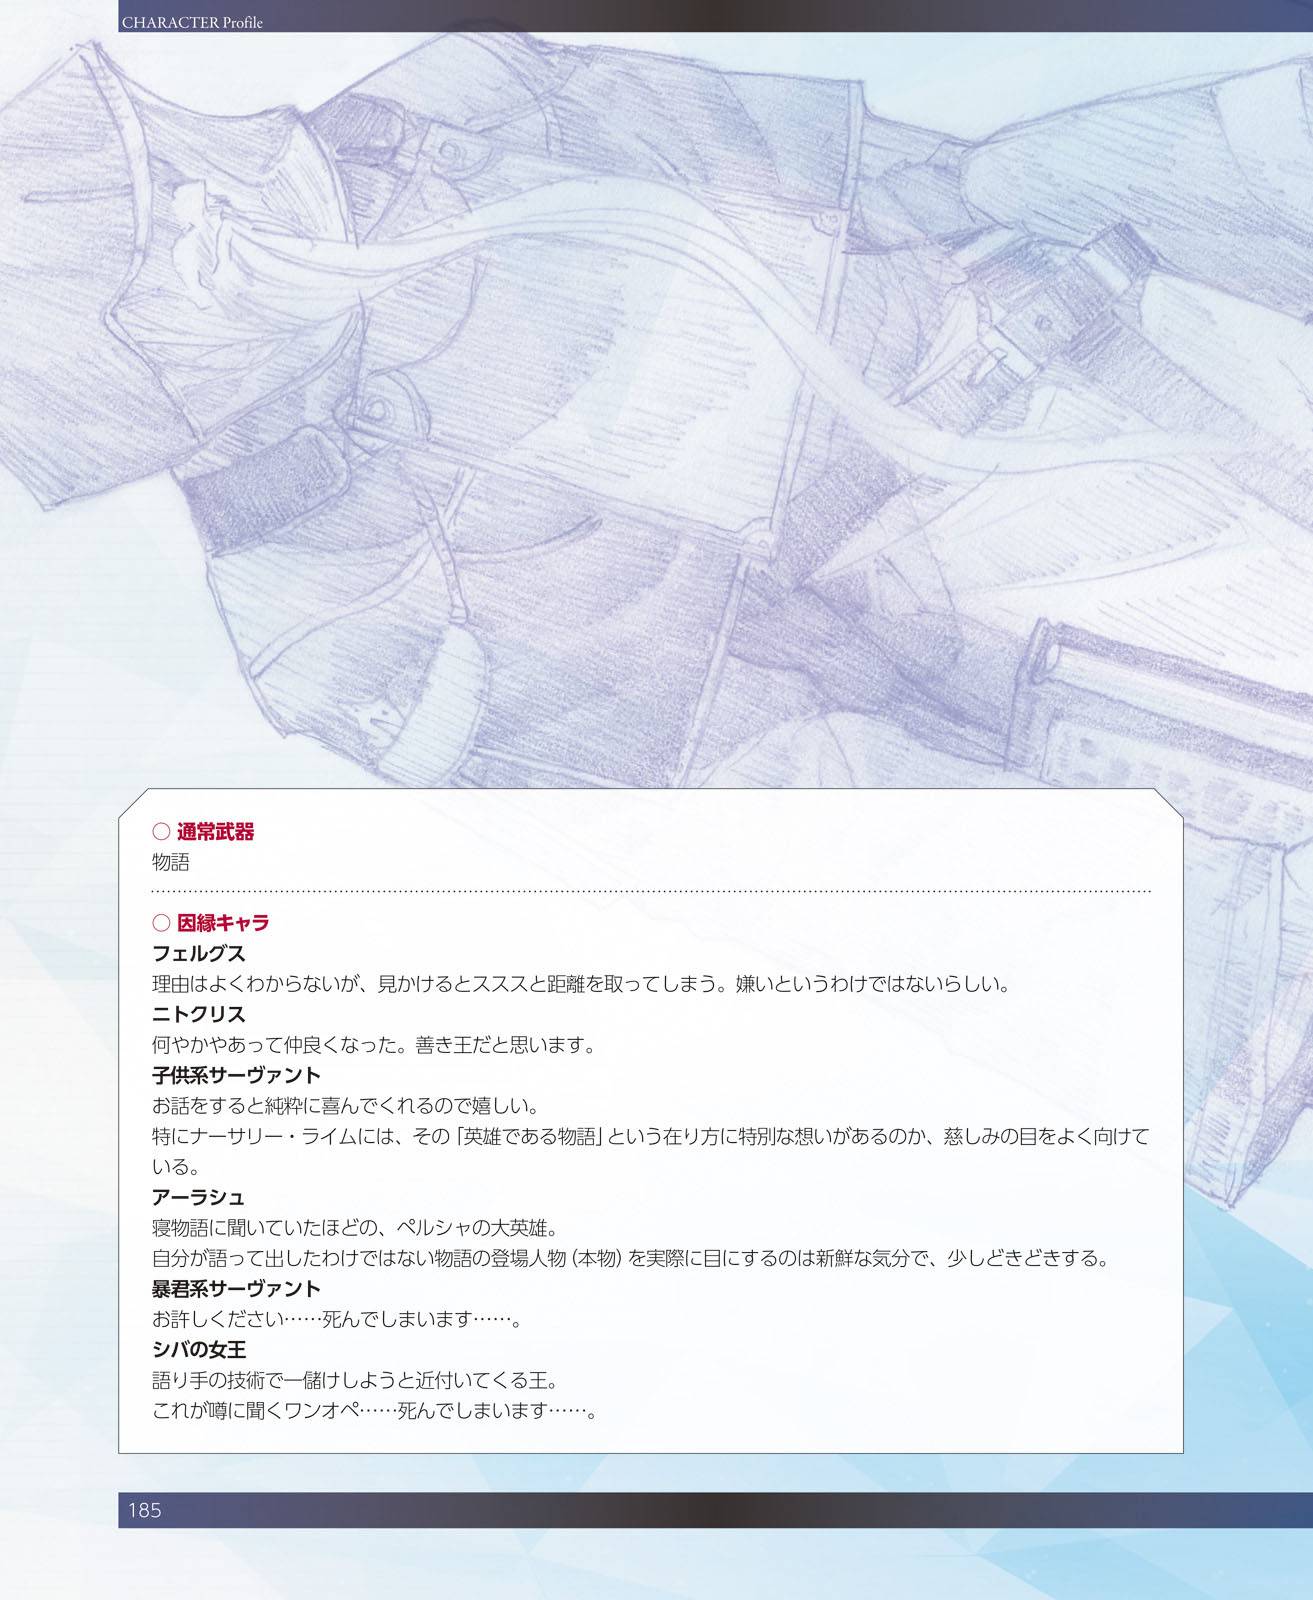 CHARACTER Profile
○ 通常武器
物語
○ 因縁キャラ
フェルグス
理由はよくわからないが、見かけるとスススと距離を取ってしまう。嫌いというわけではないらしい。
ニトクリス
何やかやあって仲良くなった。善き王だと思います。
子供系サーヴァント
お話をすると純粋に喜んでくれるので嬉しい。
特にナーサリー・ライムには、その「英雄である物語」という在り方に特別な想いがあるのか、慈しみの目をよく向けて
いる。
アーラシュ
寝物語に聞いていたほどの、ペルシャの大英雄。
自分が語って出したわけではない物語の登場人物（本物）を実際に目にするのは新鮮な気分で、少しどきどきする。
暴君系サーヴァント
お許しください……死んでしまいます……。
シバの女王
語り手の技術で一儲けしようと近付いてくる王。
これが噂に聞くワンオペ……死んでしまいます……。
185